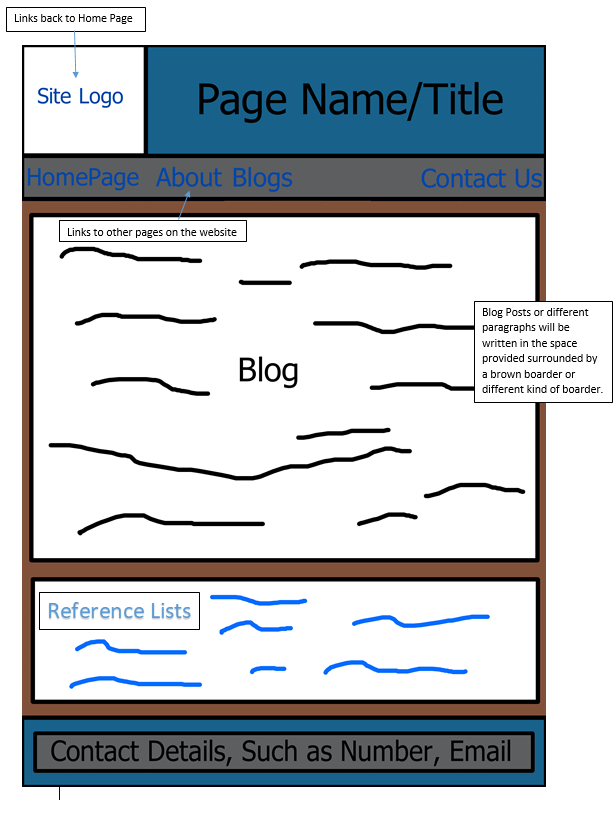 Links back to Home Page
Site Logo
Page Name/Title
HomePage About Blogs Contact Us
Links to other pages on the website
Blog Posts or different
paragraphs will be
written in the space
provided surrounded by
a brown boarder or
different kind of boarder.
Blog
Reference Lists
Contact Details, Such as Number, Email